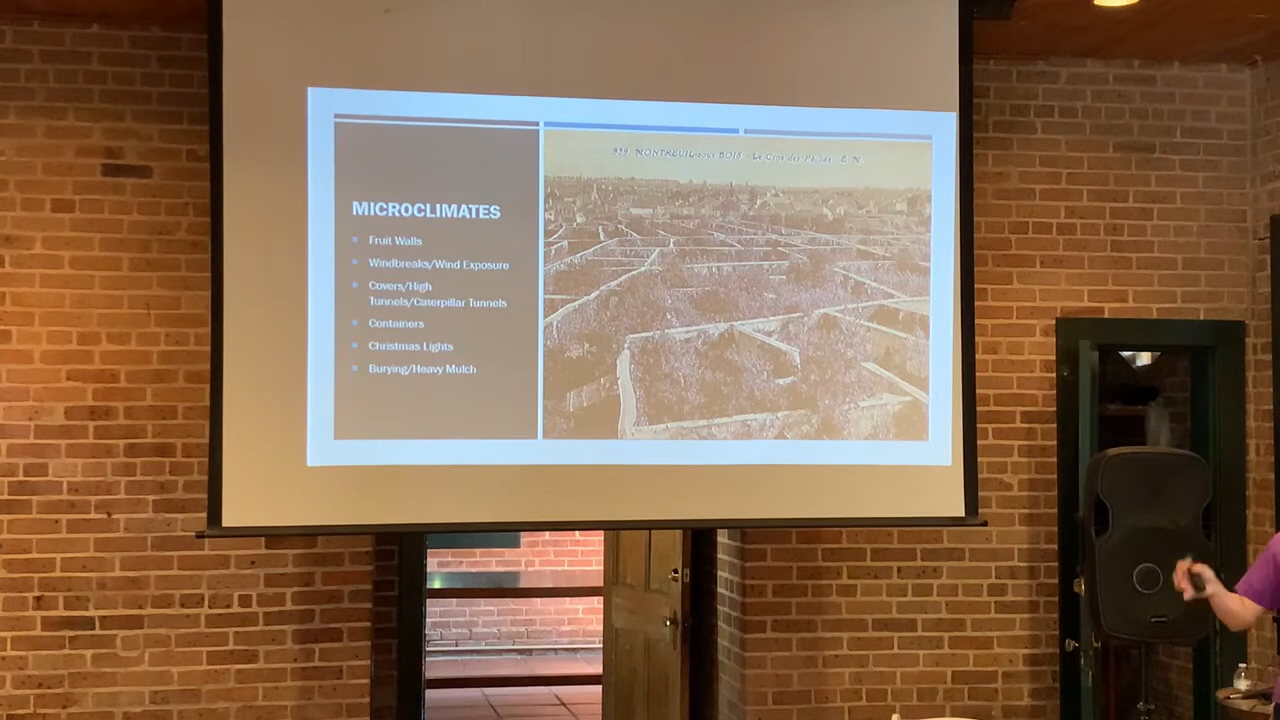 939. MONTREUIL-sous-BOIS - Le Clos des Pêches - E. M.
MICROCLIMATES
Fruit Walls
Windbreaks/Wind Exposure
Covers/High
Tunnels/Caterpillar Tunnels
Containers
Christmas Lights
Burying/Heavy Mulch